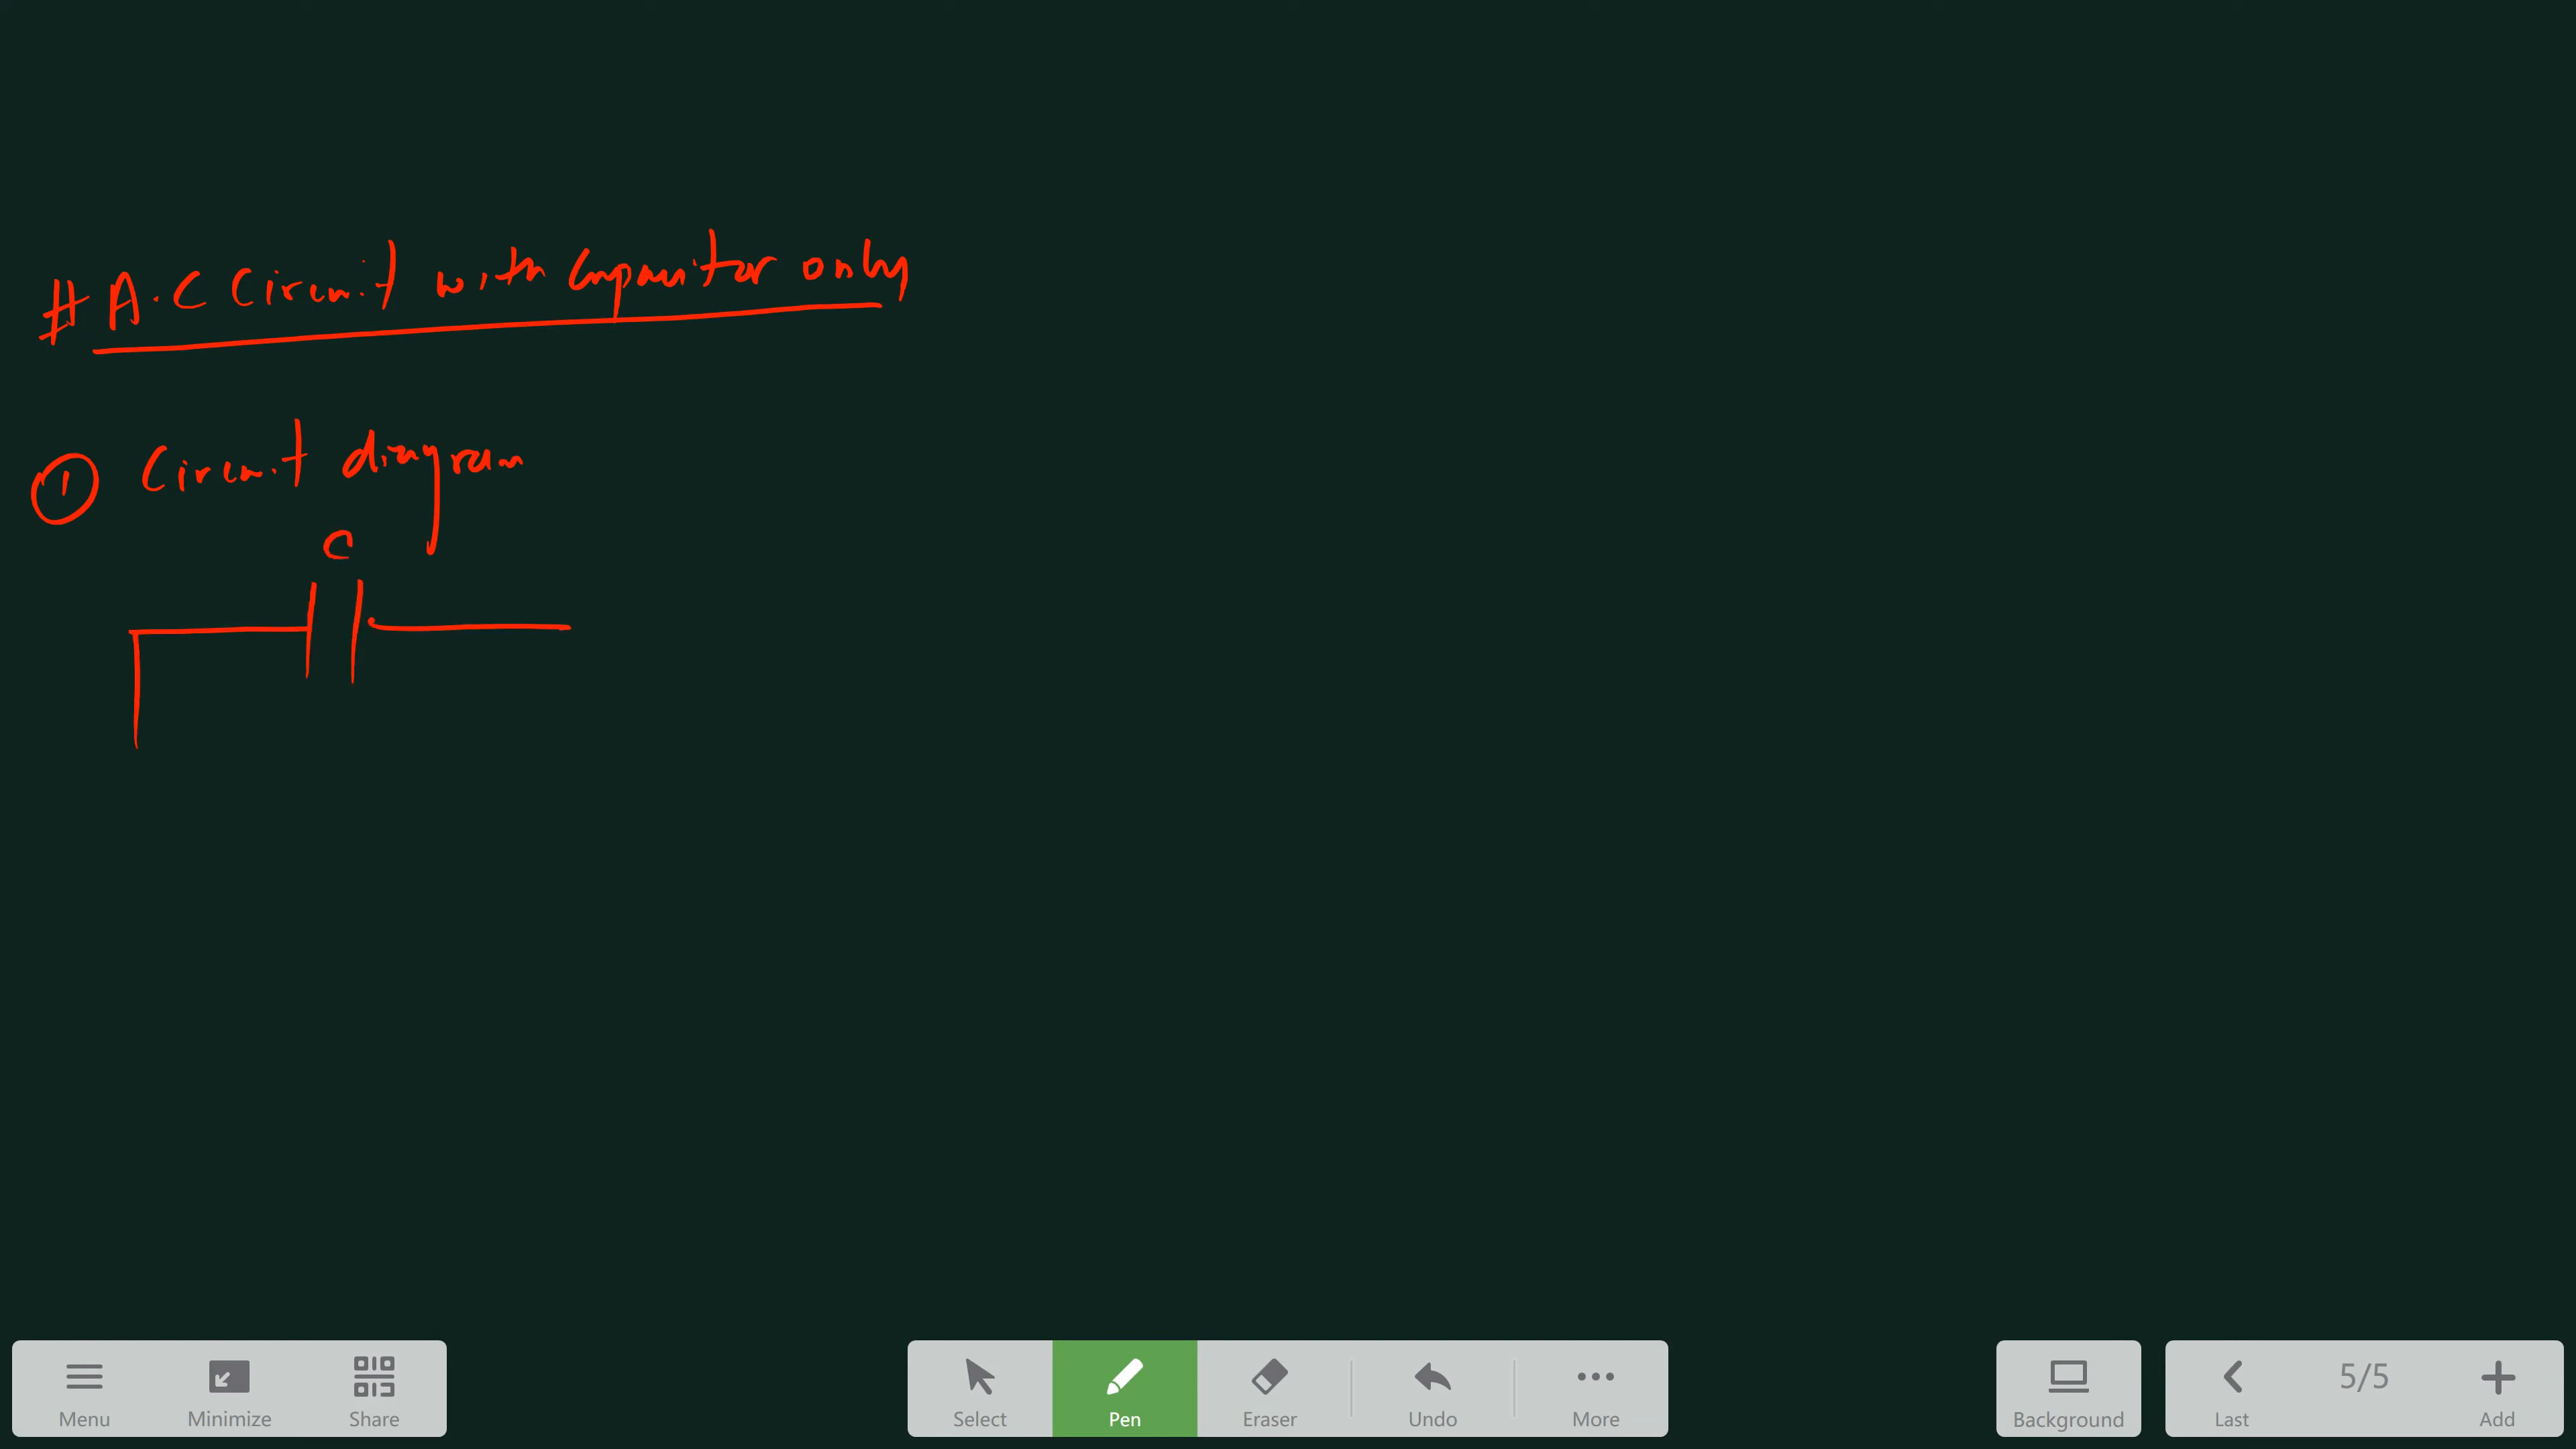 # A.C Circuit with Capacitor only
① Circuit diagram
C
Menu Minimize Share Select Pen Eraser Undo More Background Last 5/5 Add